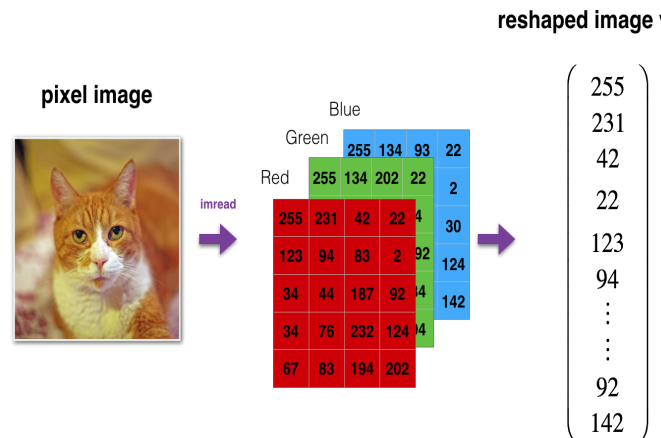 reshaped image v
pixel image
Blue
Green
Red
imread
255 134 93 22
2
30
124
142
255 134 202 22
4
92
34
94
255 231 42 22
123 94 83 2
34 44 187 92
34 76 232 124
67 83 194 202
255
231
42
22
123
94
⋮
⋮
92
142